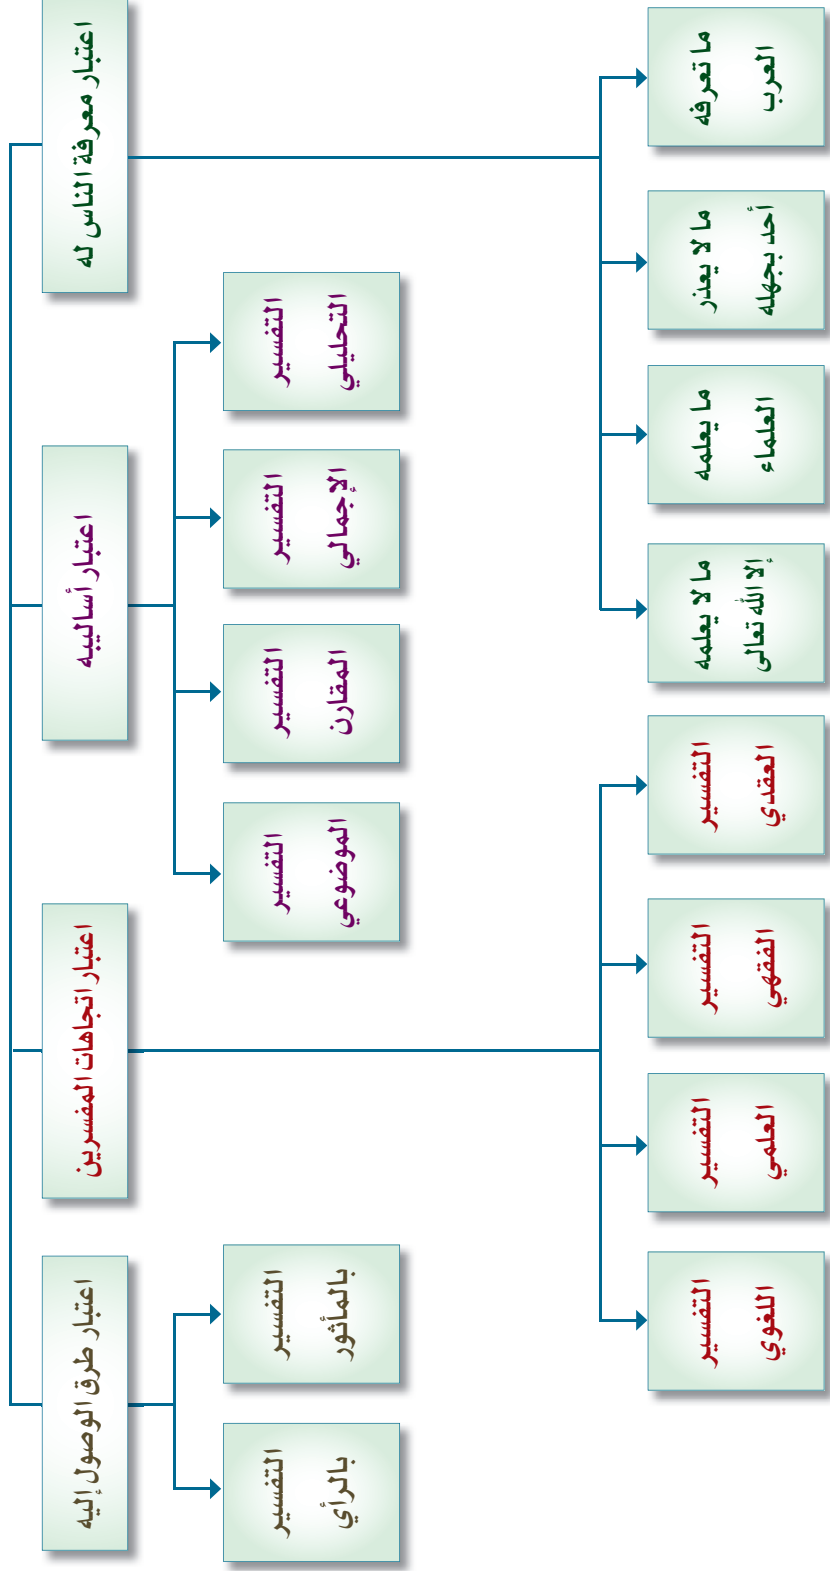 اعتبار معرفة الناس له
ما تعرفه
العرب
ما لا يعذر
أحد بجهله
ما يعلمه
العلماء
ما لا يعلمه
إلا الله تعالى
اعتبار أساليبه
التفسير
التحليلي
التفسير
الإجمالي
التفسير
المقارن
التفسير
الموضوعي
اعتبار اتجاهات المفسرين
التفسير
العقدي
التفسير
الفقهي
التفسير
العلمي
التفسير
اللغوي
اعتبار طرق الوصول إليه
التفسير
بالمأثور
التفسير
بالرأي